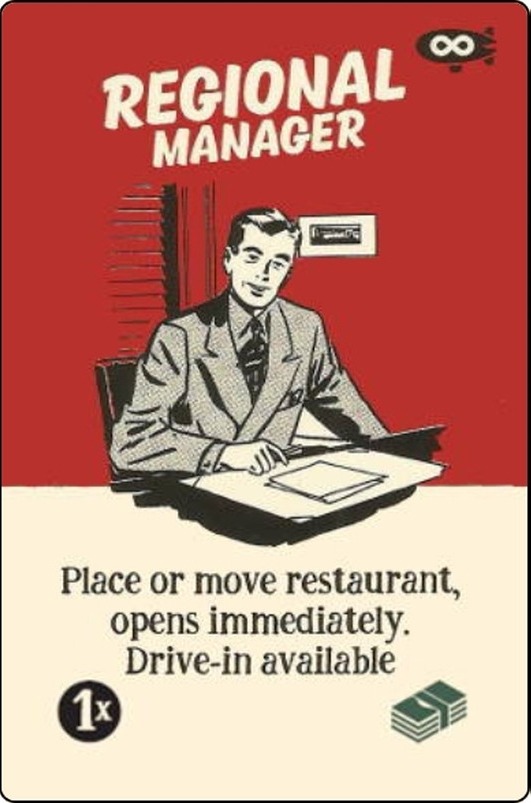 ∞
REGIONAL
MANAGER
Place or move restaurant,
opens immediately.
Drive-in available
1x